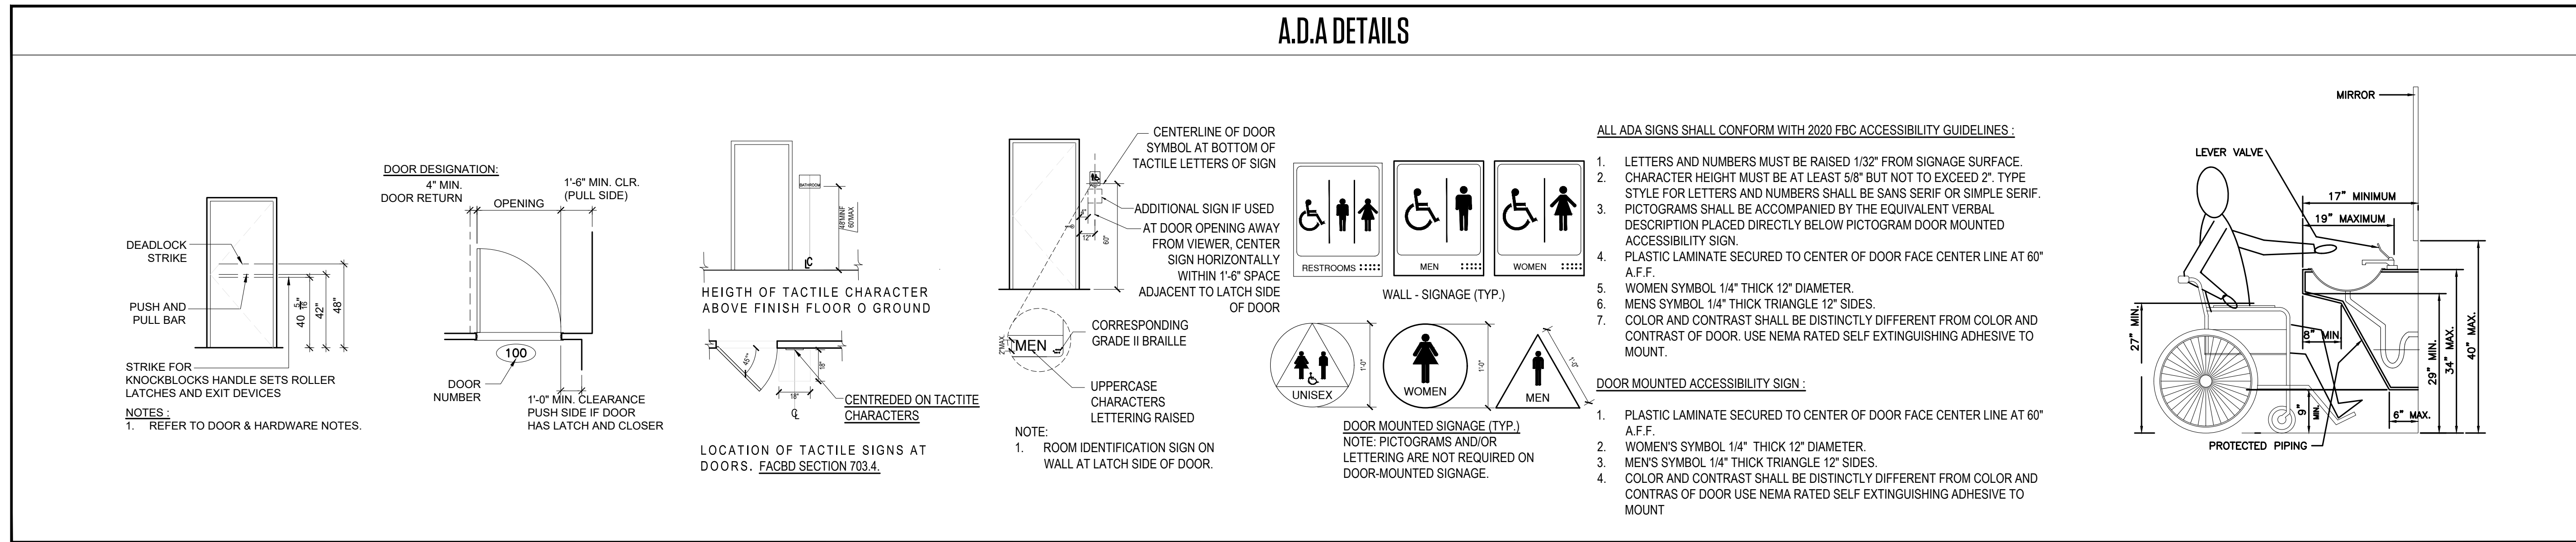 A.D.A DETAILS
DEADLOCK
STRIKE
PUSH AND
PULL BAR
40 5/16"
42"
48"
STRIKE FOR
KNOCKBLOCKS HANDLE SETS ROLLER
LATCHES AND EXIT DEVICES
NOTES :
1. REFER TO DOOR & HARDWARE NOTES.
DOOR DESIGNATION:
4" MIN.
DOOR RETURN
OPENING
1'-6" MIN. CLR.
(PULL SIDE)
100
DOOR
NUMBER
1'-0" MIN. CLEARANCE
PUSH SIDE IF DOOR
HAS LATCH AND CLOSER
BATHROOM
60"MAX
HEIGTH OF TACTILE CHARACTER
ABOVE FINISH FLOOR O GROUND
45°
18"
18"
CENTREDED ON TACTITE
CHARACTERS
LOCATION OF TACTILE SIGNS AT
DOORS. FACBD SECTION 703.4.
CENTERLINE OF DOOR
SYMBOL AT BOTTOM OF
TACTILE LETTERS OF SIGN
ADDITIONAL SIGN IF USED
AT DOOR OPENING AWAY
FROM VIEWER, CENTER
SIGN HORIZONTALLY
WITHIN 1'-6" SPACE
ADJACENT TO LATCH SIDE
OF DOOR
12"
60"
2"MAX.
MEN
CORRESPONDING
GRADE II BRAILLE
UPPERCASE
CHARACTERS
LETTERING RAISED
NOTE:
1. ROOM IDENTIFICATION SIGN ON
WALL AT LATCH SIDE OF DOOR.
RESTROOMS
MEN
WOMEN
WALL - SIGNAGE (TYP.)
UNISEX
1'-0"
WOMEN
1'-0"
MEN
1'-0"
DOOR MOUNTED SIGNAGE (TYP.)
NOTE: PICTOGRAMS AND/OR
LETTERING ARE NOT REQUIRED ON
DOOR-MOUNTED SIGNAGE.
ALL ADA SIGNS SHALL CONFORM WITH 2020 FBC ACCESSIBILITY GUIDELINES :
1. LETTERS AND NUMBERS MUST BE RAISED 1/32" FROM SIGNAGE SURFACE.
2. CHARACTER HEIGHT MUST BE AT LEAST 5/8" BUT NOT TO EXCEED 2". TYPE
STYLE FOR LETTERS AND NUMBERS SHALL BE SANS SERIF OR SIMPLE SERIF.
3. PICTOGRAMS SHALL BE ACCOMPANIED BY THE EQUIVALENT VERBAL
DESCRIPTION PLACED DIRECTLY BELOW PICTOGRAM DOOR MOUNTED
ACCESSIBILITY SIGN.
4. PLASTIC LAMINATE SECURED TO CENTER OF DOOR FACE CENTER LINE AT 60"
A.F.F.
5. WOMEN SYMBOL 1/4" THICK 12" DIAMETER.
6. MENS SYMBOL 1/4" THICK TRIANGLE 12" SIDES.
7. COLOR AND CONTRAST SHALL BE DISTINCTLY DIFFERENT FROM COLOR AND
CONTRAST OF DOOR. USE NEMA RATED SELF EXTINGUISHING ADHESIVE TO
MOUNT.
DOOR MOUNTED ACCESSIBILITY SIGN :
1. PLASTIC LAMINATE SECURED TO CENTER OF DOOR FACE CENTER LINE AT 60"
A.F.F.
2. WOMEN'S SYMBOL 1/4" THICK 12" DIAMETER.
3. MEN'S SYMBOL 1/4" THICK TRIANGLE 12" SIDES.
4. COLOR AND CONTRAST SHALL BE DISTINCTLY DIFFERENT FROM COLOR AND
CONTRAS OF DOOR USE NEMA RATED SELF EXTINGUISHING ADHESIVE TO
MOUNT
MIRROR
LEVER VALVE
17" MINIMUM
19" MAXIMUM
27" MIN.
8" MIN
29" MIN.
34" MAX.
40" MAX.
9" MIN.
6" MAX.
PROTECTED PIPING